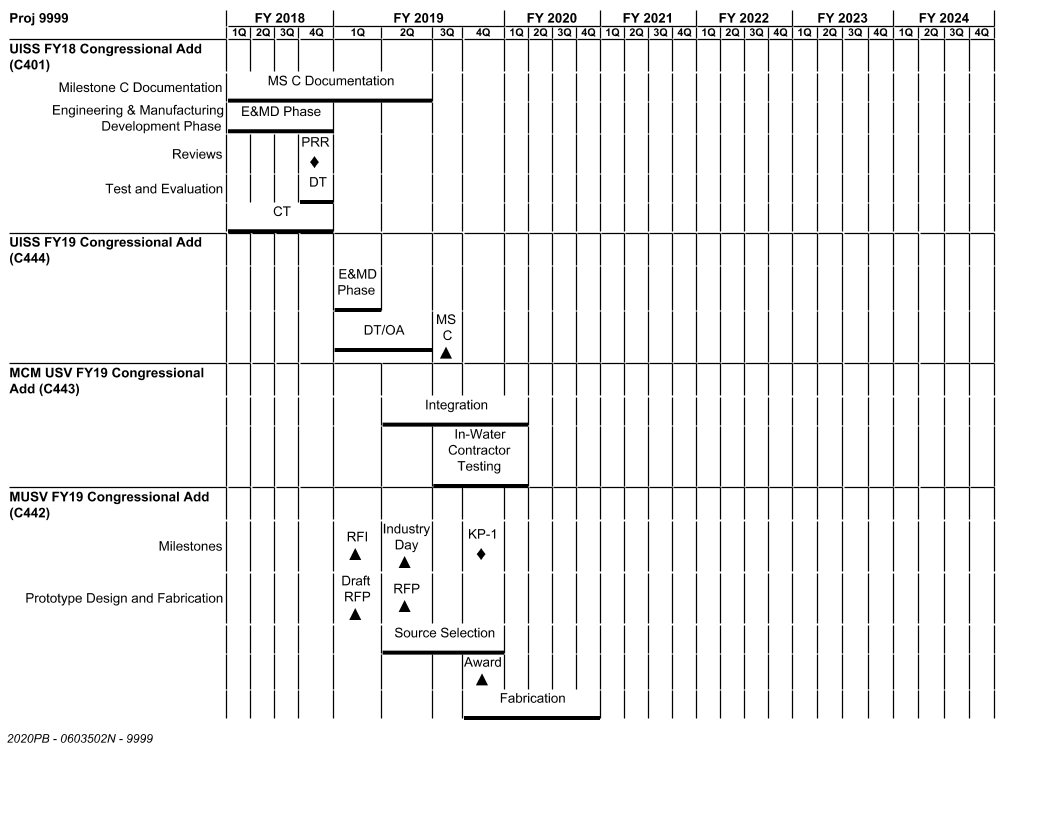 Proj 9999
FY 2018 FY 2019 FY 2020 FY 2021 FY 2022 FY 2023 FY 2024
1Q 2Q 3Q 4Q 1Q 2Q 3Q 4Q 1Q 2Q 3Q 4Q 1Q 2Q 3Q 4Q 1Q 2Q 3Q 4Q 1Q 2Q 3Q 4Q 1Q 2Q 3Q 4Q
UISS FY18 Congressional Add
(C401)
Milestone C Documentation
MS C Documentation
Engineering & Manufacturing
Development Phase
E&MD Phase
Reviews
PRR
Test and Evaluation
DT
CT
UISS FY19 Congressional Add
(C444)
E&MD
Phase
DT/OA
MS
C
MCM USV FY19 Congressional
Add (C443)
Integration
In-Water
Contractor
Testing
MUSV FY19 Congressional Add
(C442)
Milestones
RFI
Industry
Day
KP-1
Prototype Design and Fabrication
Draft
RFP
RFP
Source Selection
Award
Fabrication
2020PB - 0603502N - 9999